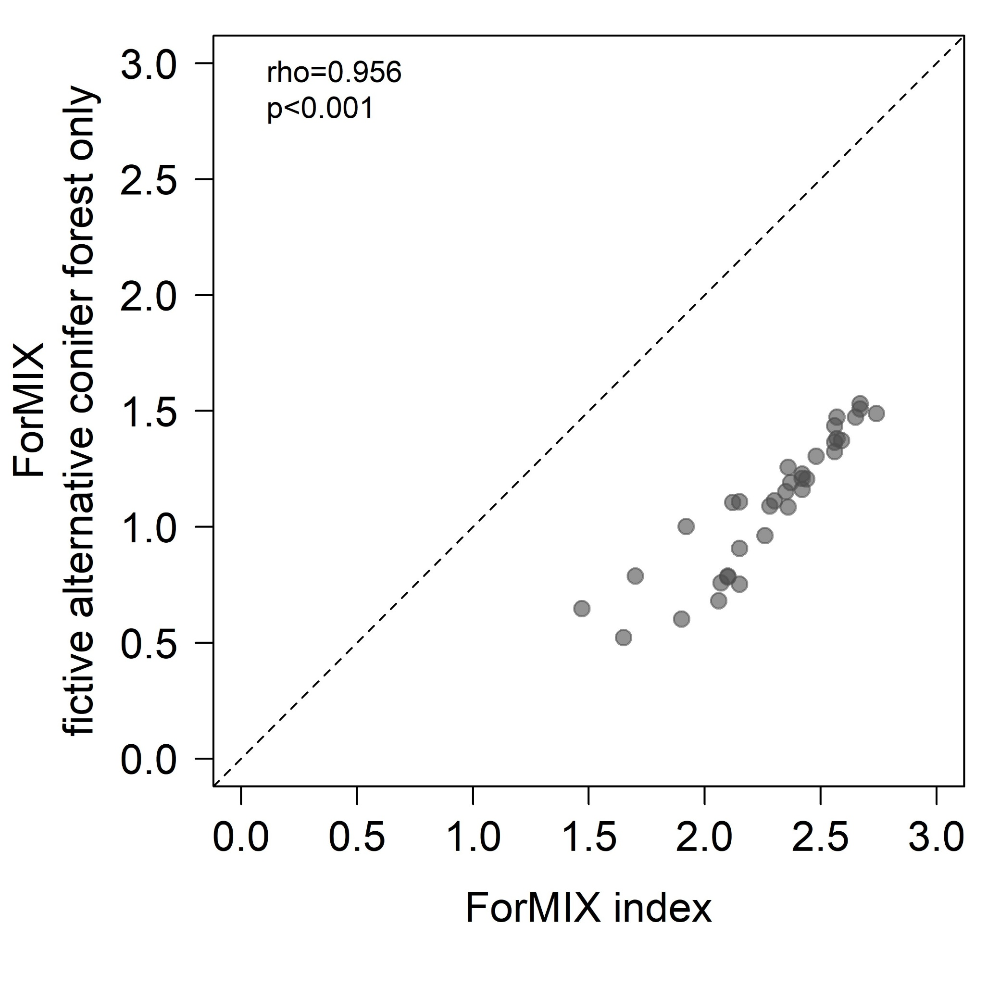 rho=0.956
p<0.001
ForMIX
fictive alternative conifer forest only
3.0
2.5
2.0
1.5
1.0
0.5
0.0
0.0 0.5 1.0 1.5 2.0 2.5 3.0
ForMIX index